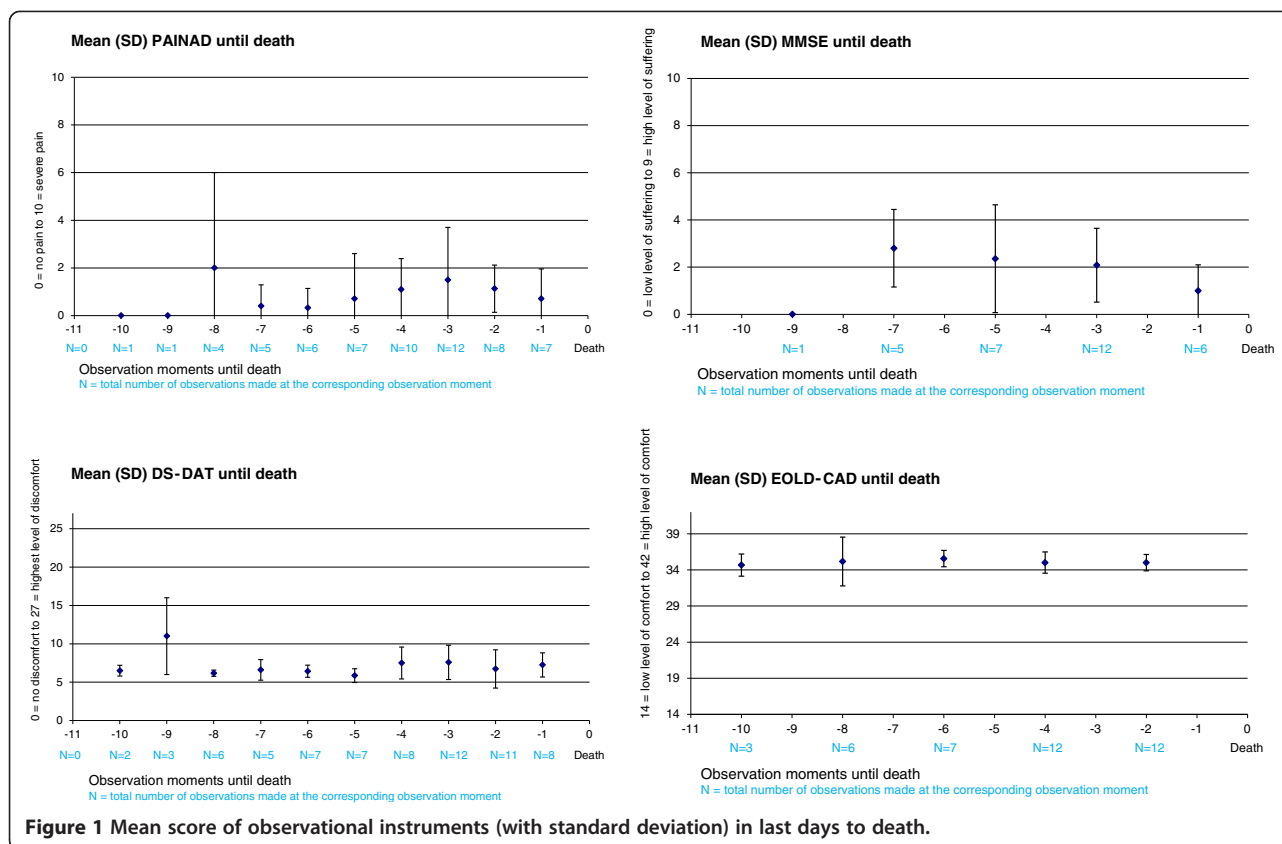 Mean (SD) PAINAD until death
0 = no pain to 10 = severe pain
10
8
6
4
2
0
-11 -10 -9 -8 -7 -6 -5 -4 -3 -2 -1 0
N=0 N=1 N=1 N=4 N=5 N=6 N=7 N=10 N=12 N=8 N=7 Death
Observation moments until death
N = total number of observations made at the corresponding observation moment
Mean (SD) MMSE until death
0 = low level of suffering to 9 = high level of suffering
10
8
6
4
2
0
-11 -10 -9 -8 -7 -6 -5 -4 -3 -2 -1 0
N=1 N=5 N=7 N=12 N=6 Death
Observation moments until death
N = total number of observations made at the corresponding observation moment
Mean (SD) DS-DAT until death
0 = no discomfort to 27 = highest level of discomfort
25
20
15
10
5
0
-11 -10 -9 -8 -7 -6 -5 -4 -3 -2 -1 0
N=0 N=2 N=3 N=6 N=5 N=7 N=7 N=8 N=12 N=11 N=8 Death
Observation moments until death
N = total number of observations made at the corresponding observation moment
Mean (SD) EOLD-CAD until death
14 = low level of comfort to 42 = high level of comfort
39
34
29
24
19
14
-11 -10 -9 -8 -7 -6 -5 -4 -3 -2 -1 0
N=3 N=6 N=7 N=12 N=12 Death
Observation moments until death
N = total number of observations made at the corresponding observation moment
Figure 1 Mean score of observational instruments (with standard deviation) in last days to death.